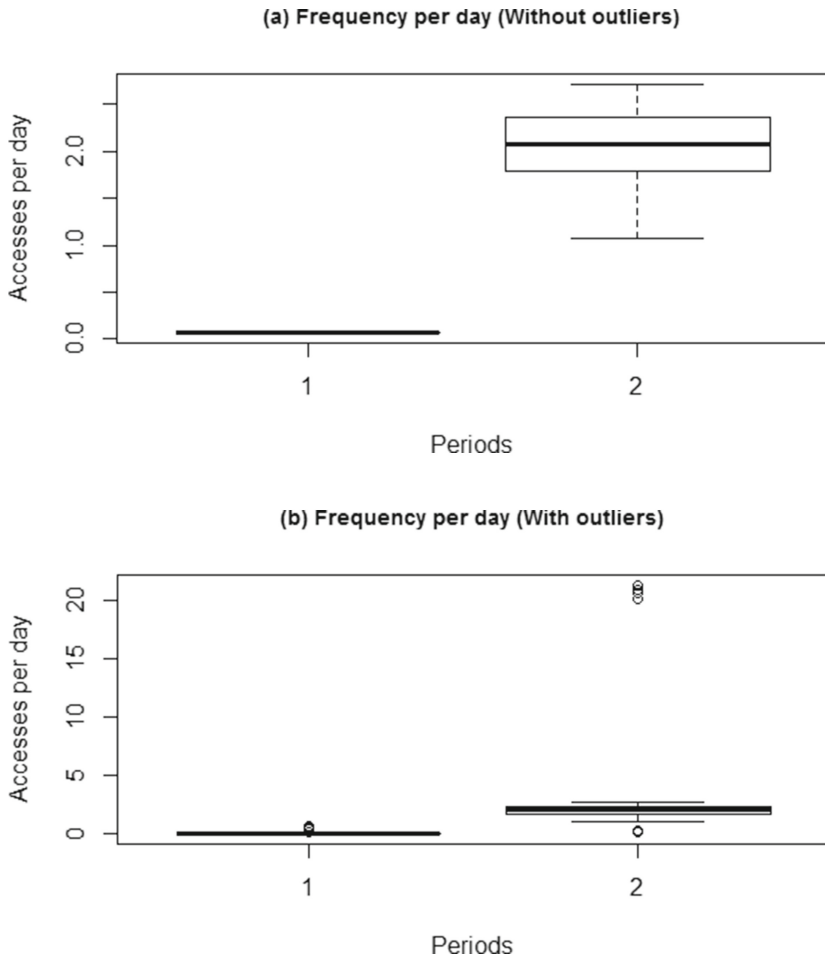 (a) Frequency per day (Without outliers)
Accesses per day
2.0
1.0
0.0
1 2
Periods
(b) Frequency per day (With outliers)
Accesses per day
20
15
10
5
0
1 2
Periods